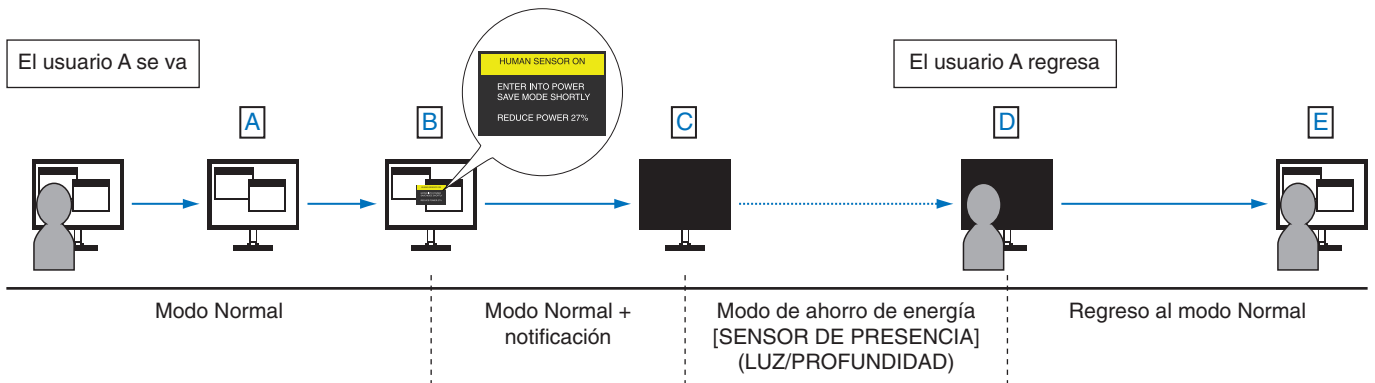 El usuario A se va
HUMAN SENSOR ON
ENTER INTO POWER
SAVE MODE SHORTLY
REDUCE POWER 27%
El usuario A regresa
A
B
C
D
E
Modo Normal
Modo Normal +
notificación
Modo de ahorro de energía
[SENSOR DE PRESENCIA]
(LUZ/PROFUNDIDAD)
Regreso al modo Normal